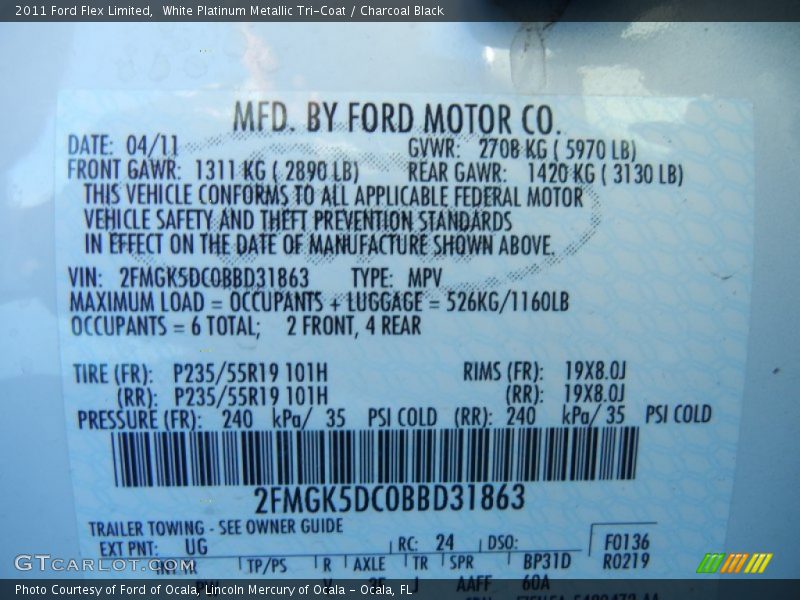 2011 Ford Flex Limited, White Platinum Metallic Tri-Coat / Charcoal Black
MFD. BY FORD MOTOR CO.
DATE: 04/11 GVWR: 2708 KG ( 5970 LB)
FRONT GAWR: 1311 KG ( 2890 LB) REAR GAWR: 1420 KG ( 3130 LB)
THIS VEHICLE CONFORMS TO ALL APPLICABLE FEDERAL MOTOR
VEHICLE SAFETY AND THEFT PREVENTION STANDARDS
IN EFFECT ON THE DATE OF MANUFACTURE SHOWN ABOVE.
VIN: 2FMGK5DC0BBD31863 TYPE: MPV
MAXIMUM LOAD = OCCUPANTS + LUGGAGE = 526KG/1160LB
OCCUPANTS = 6 TOTAL; 2 FRONT, 4 REAR
TIRE (FR): P235/55R19 101H RIMS (FR): 19X8.0J
(RR): P235/55R19 101H (RR): 19X8.0J
PRESSURE (FR): 240 kPa/ 35 PSI COLD (RR): 240 kPa/ 35 PSI COLD
2FMGK5DC0BBD31863
TRAILER TOWING - SEE OWNER GUIDE
EXT PNT: UG RC: 24 DSO: F0136
INT TR TP/PS R AXLE TR SPR BP31D R0219
GTCARLOT.COM
AAFF 60A
Photo Courtesy of Ford of Ocala, Lincoln Mercury of Ocala - Ocala, FL